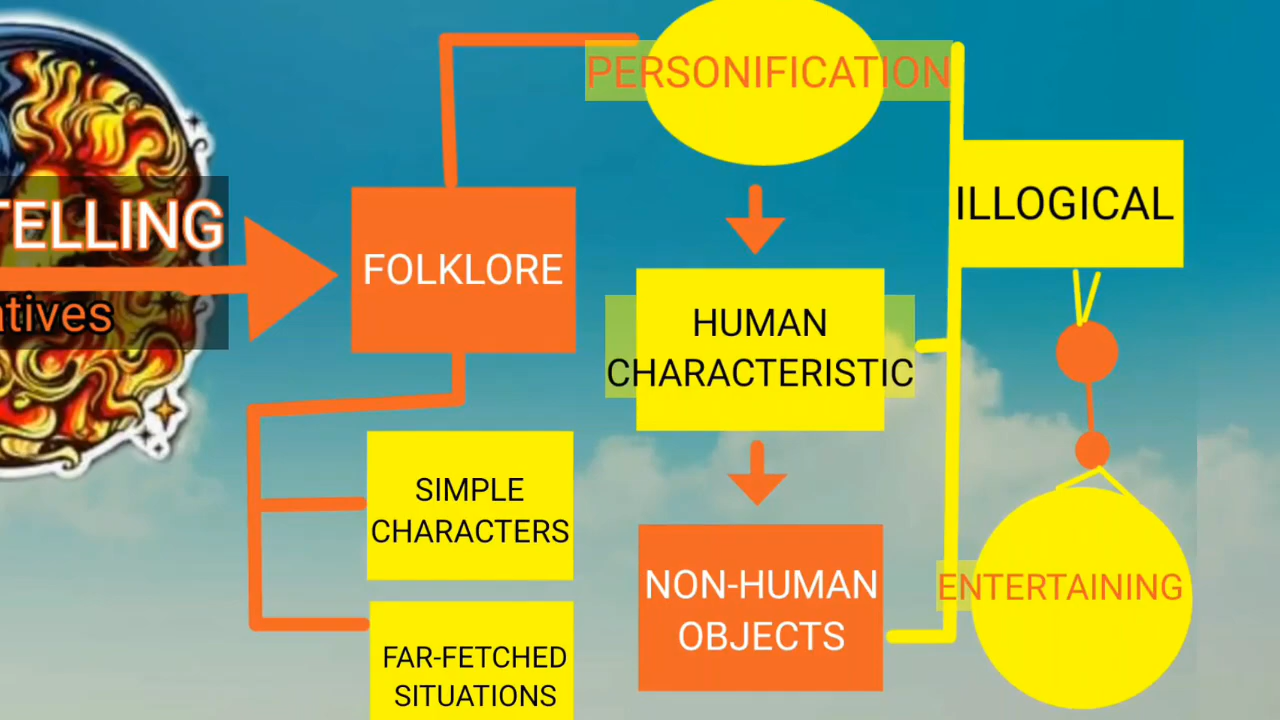 TELLING
atives
FOLKLORE
SIMPLE
CHARACTERS
FAR-FETCHED
SITUATIONS
PERSONIFICATION
HUMAN
CHARACTERISTIC
NON-HUMAN
OBJECTS
ILLOGICAL
ENTERTAINING